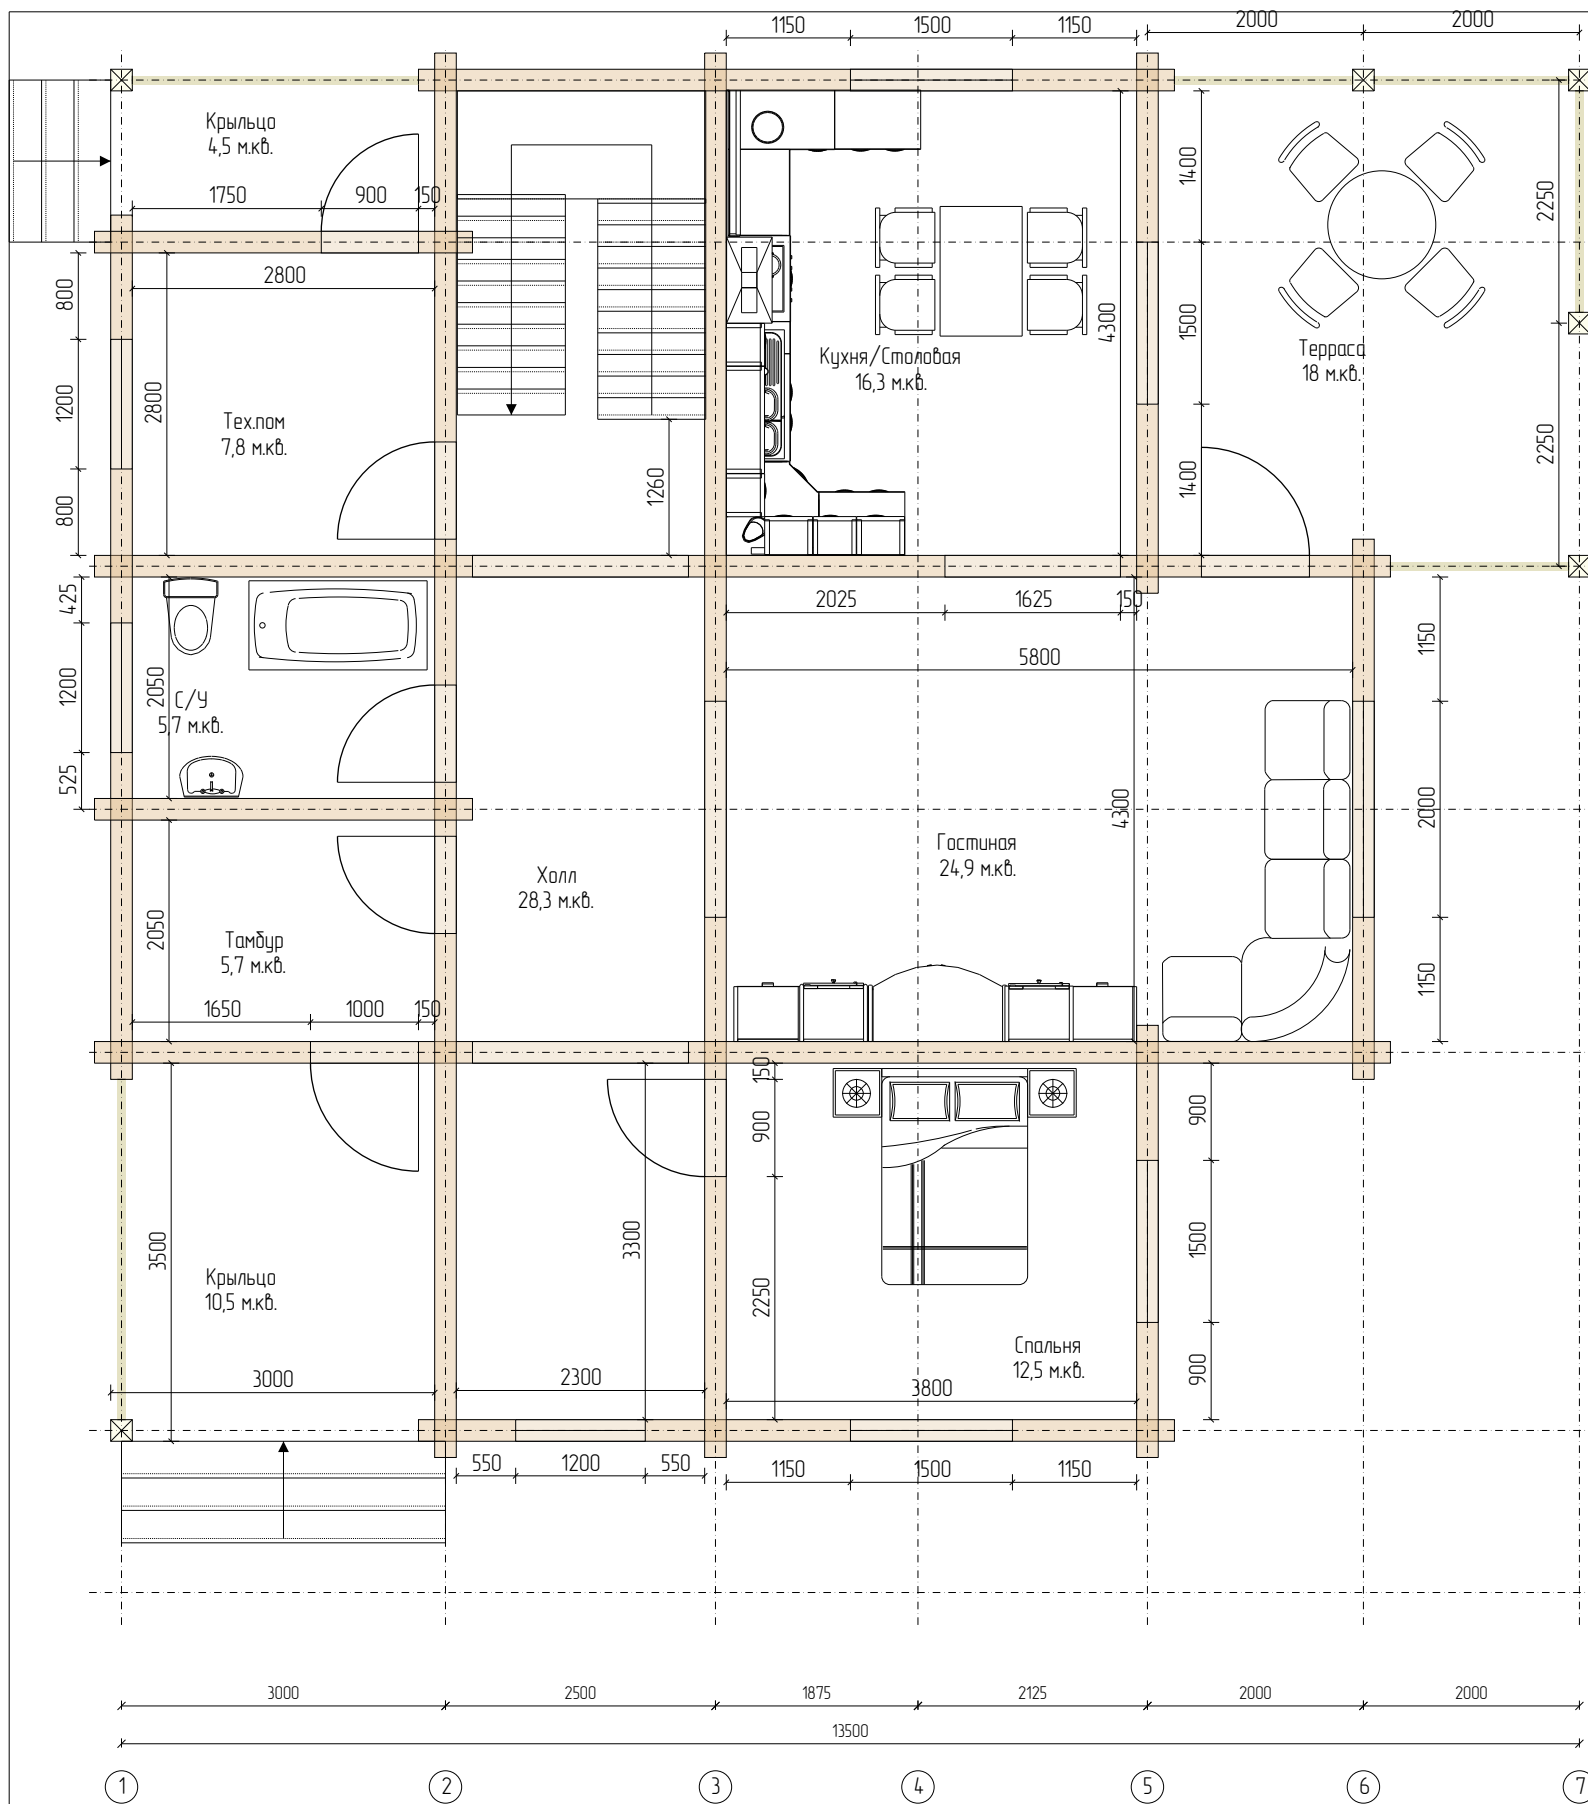 1150 1500 1150 2000 2000
Крыльцо
4,5 м.кв.
1750 900 150
2800
800
1200
800
2800
Тех.пом
7,8 м.кв.
1260
Кухня/Столовая
16,3 м.кв.
4300
1400
1500
1400
Терраса
18 м.кв.
2250
2250
425
1200
525
2050
С/У
5,7 м.кв.
2025 1625 150
5800
1150
2000
1150
4300
Гостиная
24,9 м.кв.
Холл
28,3 м.кв.
2050
Тамбур
5,7 м.кв.
1650 1000 150
3500
Крыльцо
10,5 м.кв.
3000
3300
2300
150
900
2250
Спальня
12,5 м.кв.
3800
900
1500
900
550 1200 550 1150 1500 1150
3000 2500 1875 2125 2000 2000
13500
1 2 3 4 5 6 7